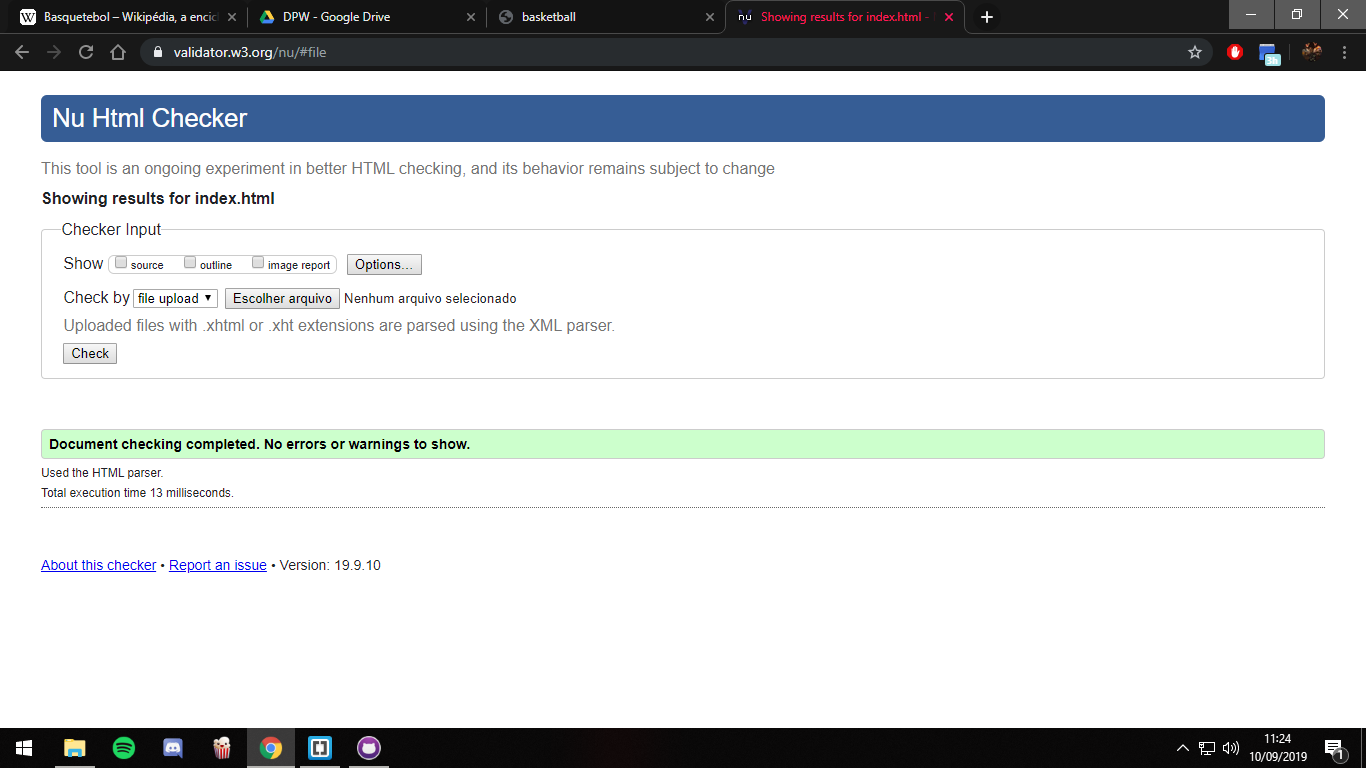 Basquetebol – Wikipédia, a encic
DPW - Google Drive
basketball
nu Showing results for index.html -
validator.w3.org/nu/#file
3h
Nu Html Checker
This tool is an ongoing experiment in better HTML checking, and its behavior remains subject to change
Showing results for index.html
Checker Input
Show source outline image report Options...
Check by file upload Escolher arquivo Nenhum arquivo selecionado
Uploaded files with .xhtml or .xht extensions are parsed using the XML parser.
Check
Document checking completed. No errors or warnings to show.
Used the HTML parser.
Total execution time 13 milliseconds.
About this checker • Report an issue • Version: 19.9.10
11:24
10/09/2019
1